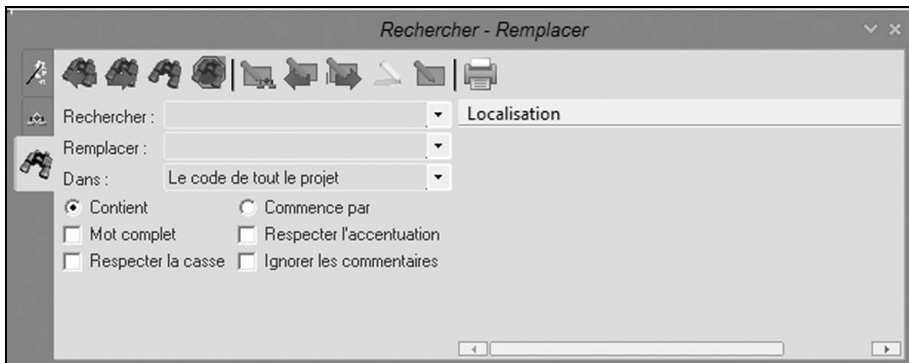 Rechercher - Remplacer
Rechercher :
Localisation
Remplacer :
Dans : Le code de tout le projet
Contient Commence par
Mot complet Respecter l'accentuation
Respecter la casse Ignorer les commentaires